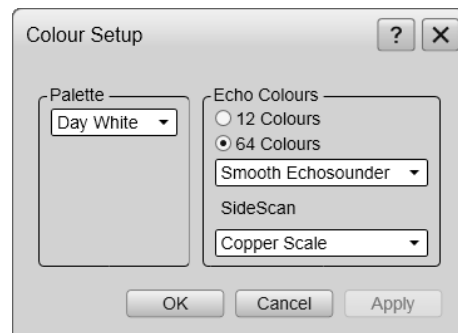 Colour Setup
?
Palette
Day White
Echo Colours
12 Colours
64 Colours
Smooth Echosounder
SideScan
Copper Scale
OK Cancel Apply